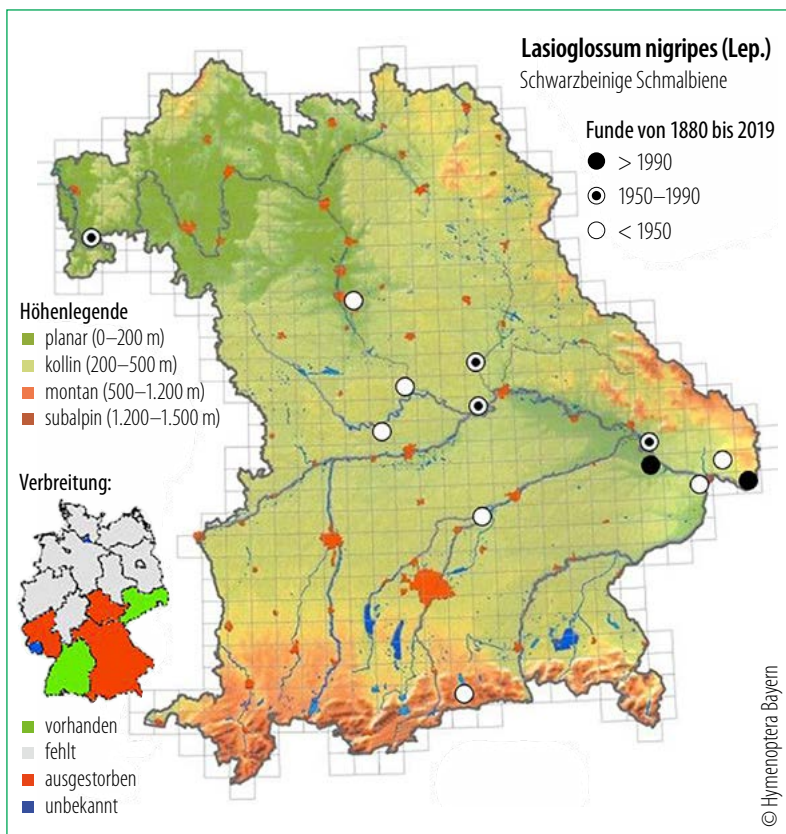 Lasioglossum nigripes (Lep.)
Schwarzbeinige Schmalbiene
Funde von 1880 bis 2019
> 1990
1950–1990
< 1950
Höhenlegende
planar (0–200 m)
kollin (200–500 m)
montan (500–1.200 m)
subalpin (1.200–1.500 m)
Verbreitung:
vorhanden
fehlt
ausgestorben
unbekannt
© Hymenoptera Bayern